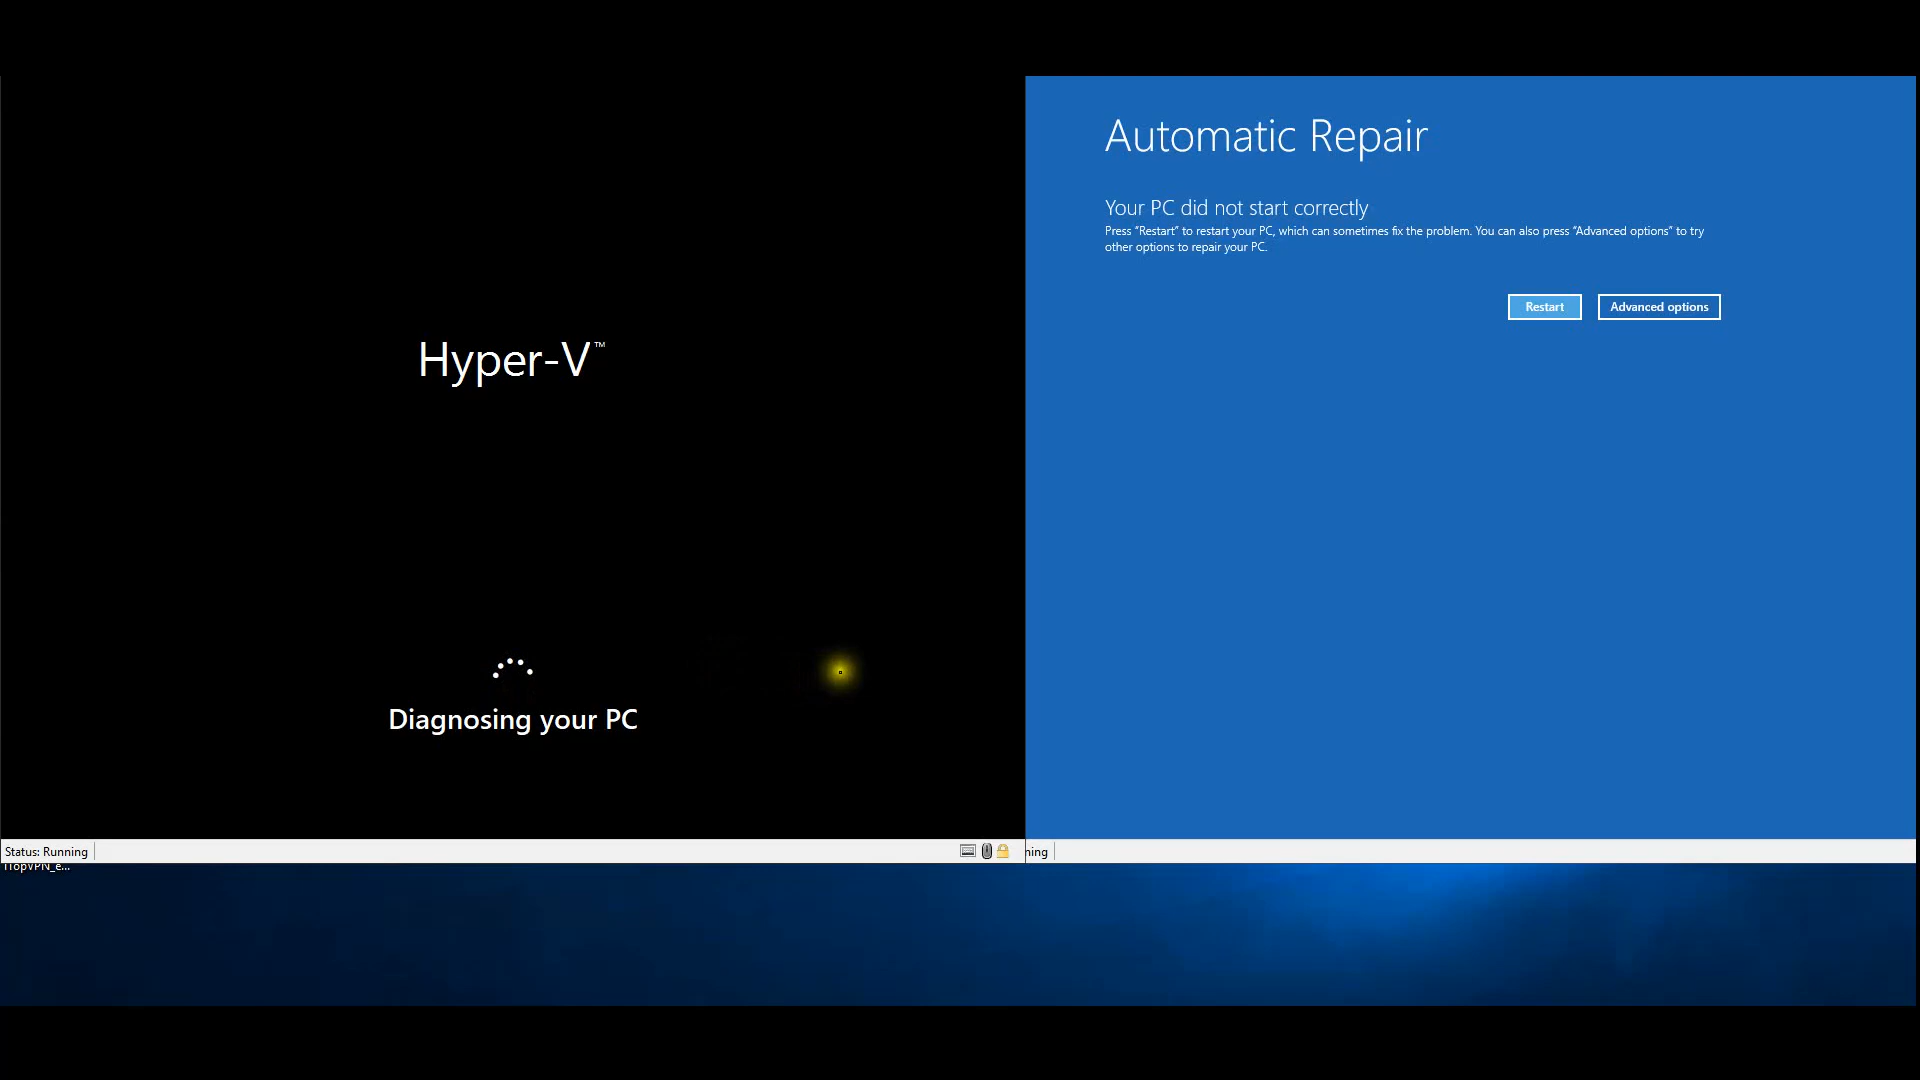 Hyper-V™
Diagnosing your PC
Status: Running
Automatic Repair
Your PC did not start correctly
Press “Restart” to restart your PC, which can sometimes fix the problem. You can also press “Advanced options” to try
other options to repair your PC.
Restart
Advanced options
ning